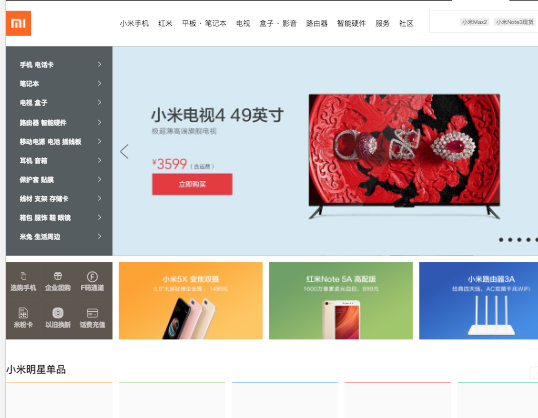 小米手机 红米 平板·笔记本 电视 盒子·影音 路由器 智能硬件 服务 社区
小米Max2 小米Note3现货
手机 电话卡
笔记本
电视 盒子
路由器 智能硬件
移动电源 电池 插线板
耳机 音箱
保护套 贴膜
线材 支架 存储卡
箱包 服饰 鞋 眼镜
米兔 生活周边
小米电视4 49英寸
极超薄高端旗舰电视
¥3599(含运费)
立即购买
选购手机 企业团购 F码通道
米粉卡 以旧换新 话费充值
小米5X 变焦双摄
红米Note 5A 高配版
小米路由器3A
小米明星单品